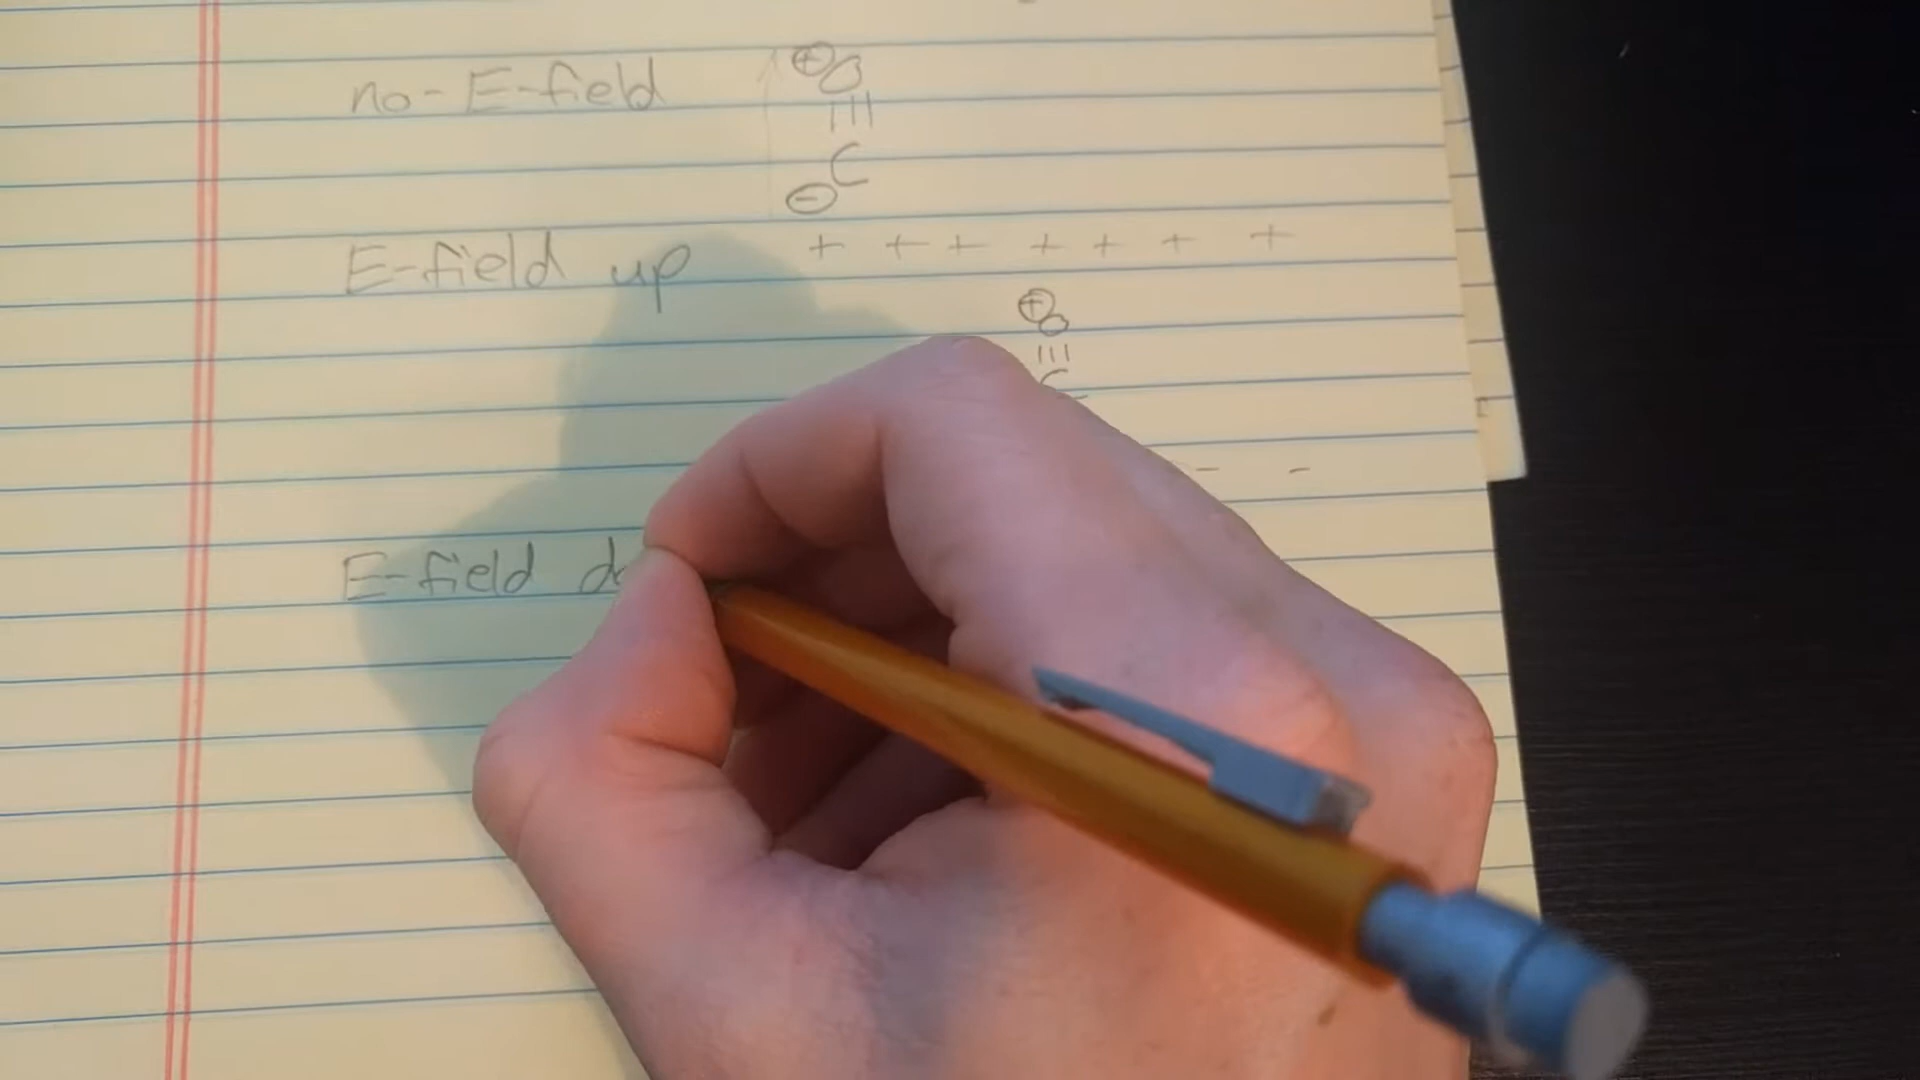 no-E-field
⊕O
|||
C
⊖
E-field up + + + + + + +
⊕O
|||
C
- -
E-field